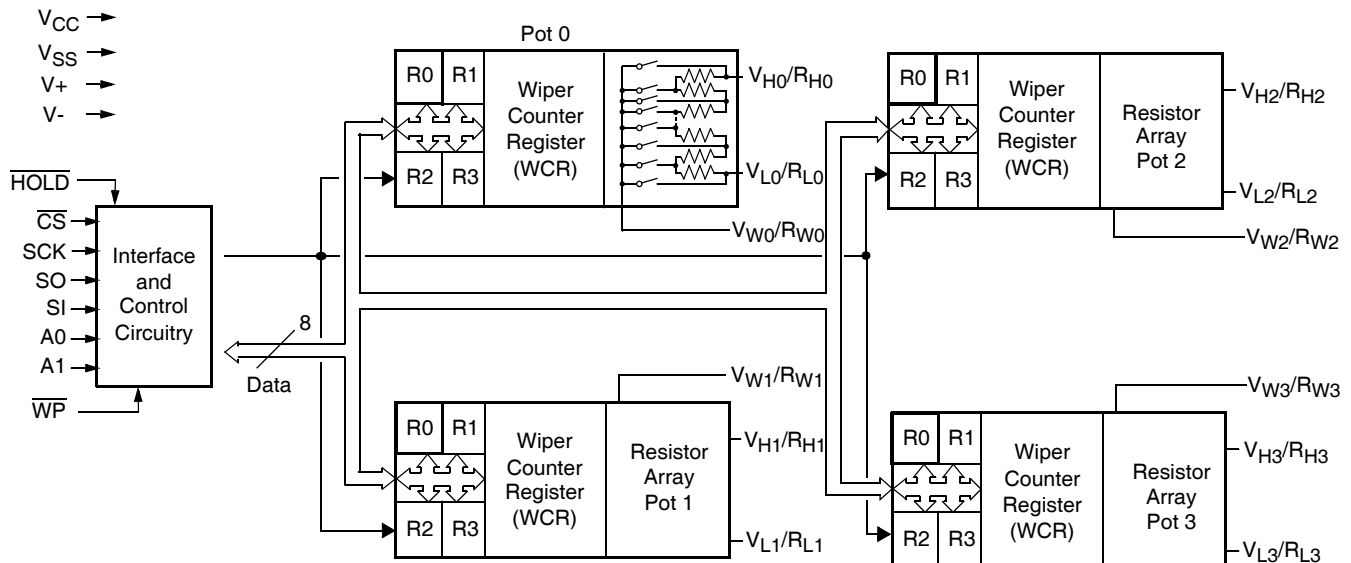 VCC
VSS
V+
V-
HOLD
CS
SCK
SO
SI
A0
A1
WP
Interface
and
Control
Circuitry
8
Data
Pot 0
R0 R1
R2 R3
Wiper
Counter
Register
(WCR)
VH0/RH0
VL0/RL0
VW0/RW0
R0 R1
R2 R3
Wiper
Counter
Register
(WCR)
Resistor
Array
Pot 2
VH2/RH2
VL2/RL2
VW2/RW2
R0 R1
R2 R3
Wiper
Counter
Register
(WCR)
Resistor
Array
Pot 1
VW1/RW1
VH1/RH1
VL1/RL1
R0 R1
R2 R3
Wiper
Counter
Register
(WCR)
Resistor
Array
Pot 3
VW3/RW3
VH3/RH3
VL3/RL3